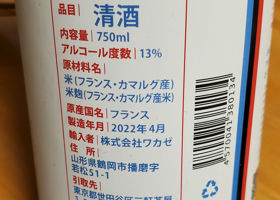 品目 清酒
内容量 750ml
アルコール度数 13%
原材料名
米(フランス・カマルグ産)
米麹(フランス・カマルグ産米)
原産国名 フランス
製造年月 2022年4月
輸入者 株式会社ワカゼ
住 所
山形県鶴岡市播磨字
若松51-1
引取先
東京都世田谷区三軒茶屋
4570041380134